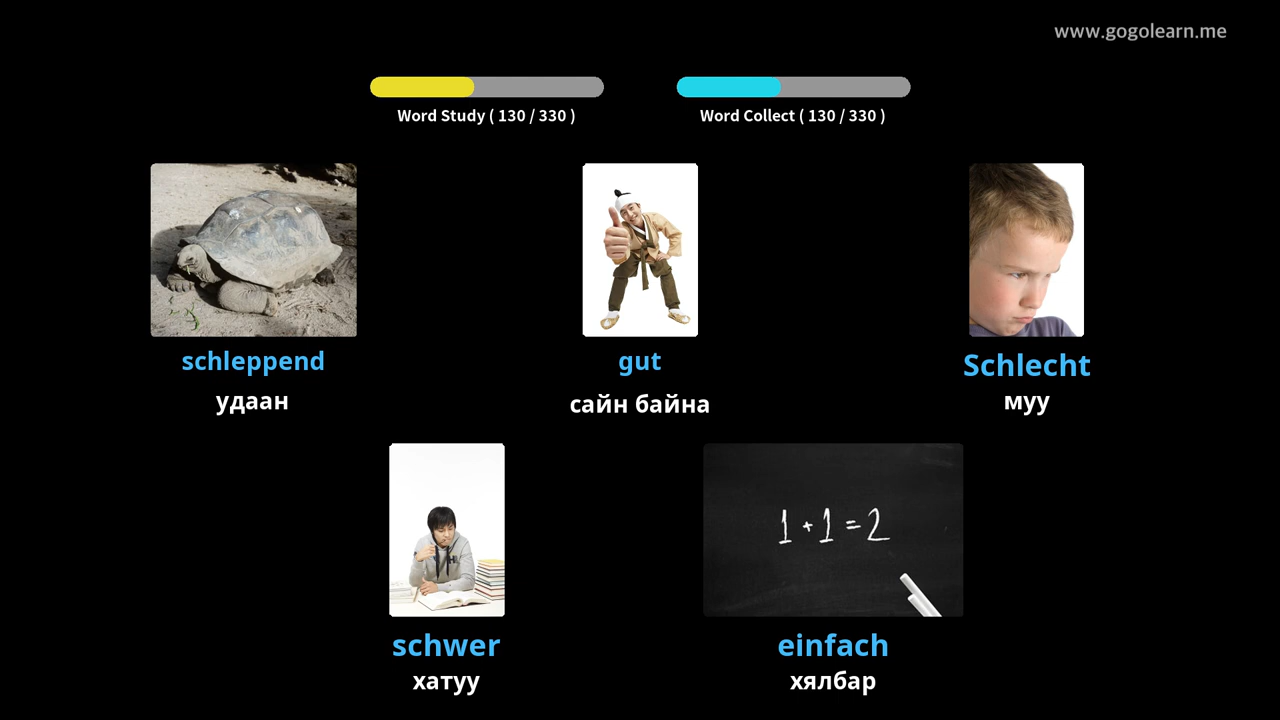 www.gogolearn.me
Word Study ( 130 / 330 )
Word Collect ( 130 / 330 )
schleppend
удаан
gut
сайн байна
Schlecht
муу
1 + 1 = 2
schwer
хатуу
einfach
хялбар